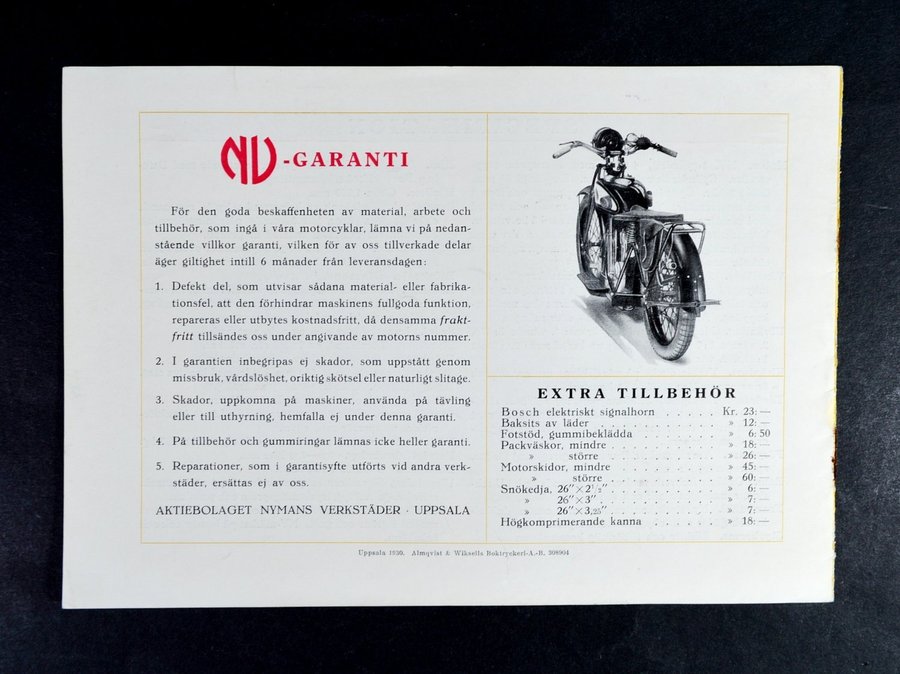 NV-GARANTI
För den goda beskaffenheten av material, arbete och
tillbehör, som ingå i våra motorcyklar, lämna vi på nedan-
stående villkor garanti, vilken för av oss tillverkade delar
äger giltighet intill 6 månader från leveransdagen:
1. Defekt del, som utvisar sådana material- eller fabrika-
tionsfel, att den förhindrar maskinens fullgoda funktion,
repareras eller utbytes kostnadsfritt, då densamma frakt-
fritt tillsändes oss under angivande av motorns nummer.
2. I garantien inbegripas ej skador, som uppstått genom
missbruk, vårdslöshet, oriktig skötsel eller naturligt slitage.
3. Skador, uppkomna på maskiner, använda på tävling
eller till uthyrning, hemfalla ej under denna garanti.
4. På tillbehör och gummiringar lämnas icke heller garanti.
5. Reparationer, som i garantisyfte utförts vid andra verk-
städer, ersättas ej av oss.
AKTIEBOLAGET NYMANS VERKSTÄDER · UPPSALA
EXTRA TILLBEHÖR
Bosch elektriskt signalhorn . . . . . Kr. 23: —
Baksits av läder . . . . . . . . . . . » 12: —
Fotstöd, gummibeklädda . . . . . . . » 6: 50
Packväskor, mindre . . . . . . . . . . » 18: —
» större . . . . . . . . . . » 26: —
Motorskidor, mindre . . . . . . . . . » 45: —
» större . . . . . . . . . » 60: —
Snökedja, 26"×2½" . . . . . . . . . » 6: —
» 26"×3" . . . . . . . . . . » 7: —
» 26"×3,25" . . . . . . . . . » 7: —
Högkomprimerande kanna . . . . . . » 18: —
Uppsala 1930. Almqvist & Wiksells Boktryckeri-A.-B. 308904